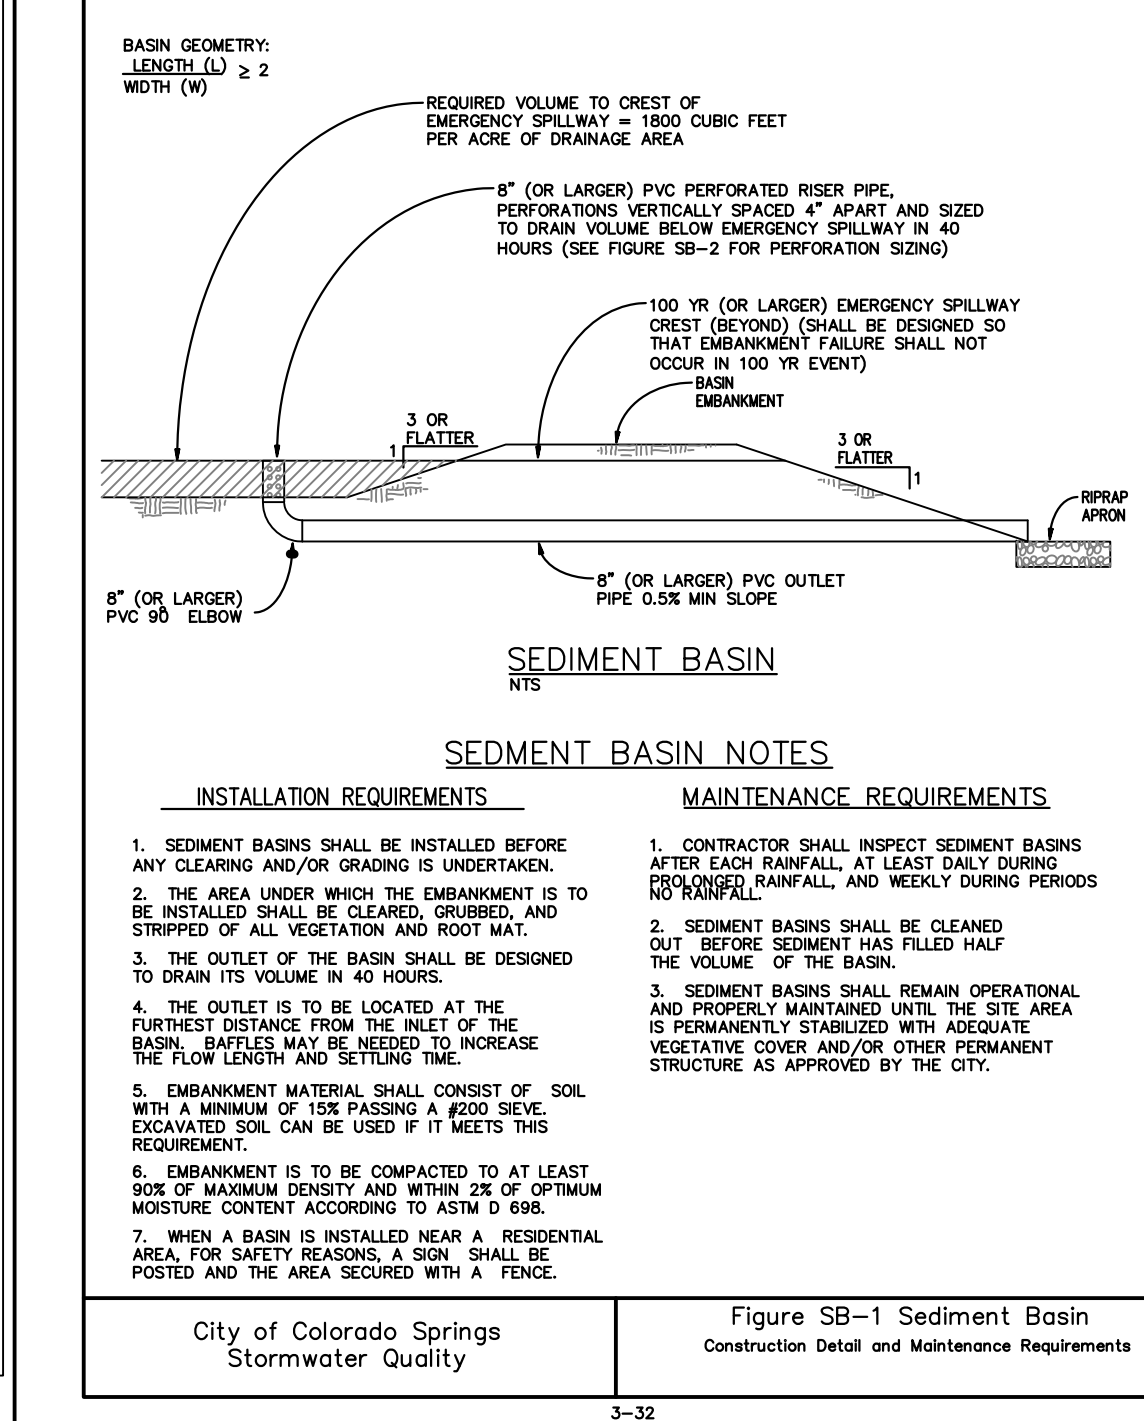 BASIN GEOMETRY:
LENGTH (L)
WIDTH (W)
≥ 2
REQUIRED VOLUME TO CREST OF
EMERGENCY SPILLWAY = 1800 CUBIC FEET
PER ACRE OF DRAINAGE AREA
8" (OR LARGER) PVC PERFORATED RISER PIPE,
PERFORATIONS VERTICALLY SPACED 4" APART AND SIZED
TO DRAIN VOLUME BELOW EMERGENCY SPILLWAY IN 40
HOURS (SEE FIGURE SB-2 FOR PERFORATION SIZING)
100 YR (OR LARGER) EMERGENCY SPILLWAY
CREST (BEYOND) (SHALL BE DESIGNED SO
THAT EMBANKMENT FAILURE SHALL NOT
OCCUR IN 100 YR EVENT)
BASIN
EMBANKMENT
3 OR
FLATTER
1
3 OR
FLATTER
1
RIPRAP
APRON
8" (OR LARGER)
PVC 90° ELBOW
8" (OR LARGER) PVC OUTLET
PIPE 0.5% MIN SLOPE
SEDIMENT BASIN
NTS
SEDMENT BASIN NOTES
INSTALLATION REQUIREMENTS
1. SEDIMENT BASINS SHALL BE INSTALLED BEFORE
ANY CLEARING AND/OR GRADING IS UNDERTAKEN.
2. THE AREA UNDER WHICH THE EMBANKMENT IS TO
BE INSTALLED SHALL BE CLEARED, GRUBBED, AND
STRIPPED OF ALL VEGETATION AND ROOT MAT.
3. THE OUTLET OF THE BASIN SHALL BE DESIGNED
TO DRAIN ITS VOLUME IN 40 HOURS.
4. THE OUTLET IS TO BE LOCATED AT THE
FURTHEST DISTANCE FROM THE INLET OF THE
BASIN. BAFFLES MAY BE NEEDED TO INCREASE
THE FLOW LENGTH AND SETTLING TIME.
5. EMBANKMENT MATERIAL SHALL CONSIST OF SOIL
WITH A MINIMUM OF 15% PASSING A #200 SIEVE.
EXCAVATED SOIL CAN BE USED IF IT MEETS THIS
REQUIREMENT.
6. EMBANKMENT IS TO BE COMPACTED TO AT LEAST
90% OF MAXIMUM DENSITY AND WITHIN 2% OF OPTIMUM
MOISTURE CONTENT ACCORDING TO ASTM D 698.
7. WHEN A BASIN IS INSTALLED NEAR A RESIDENTIAL
AREA, FOR SAFETY REASONS, A SIGN SHALL BE
POSTED AND THE AREA SECURED WITH A FENCE.
MAINTENANCE REQUIREMENTS
1. CONTRACTOR SHALL INSPECT SEDIMENT BASINS
AFTER EACH RAINFALL, AT LEAST DAILY DURING
PROLONGED RAINFALL, AND WEEKLY DURING PERIODS
NO RAINFALL.
2. SEDIMENT BASINS SHALL BE CLEANED
OUT BEFORE SEDIMENT HAS FILLED HALF
THE VOLUME OF THE BASIN.
3. SEDIMENT BASINS SHALL REMAIN OPERATIONAL
AND PROPERLY MAINTAINED UNTIL THE SITE AREA
IS PERMANENTLY STABILIZED WITH ADEQUATE
VEGETATIVE COVER AND/OR OTHER PERMANENT
STRUCTURE AS APPROVED BY THE CITY.
City of Colorado Springs
Stormwater Quality
Figure SB-1 Sediment Basin
Construction Detail and Maintenance Requirements
3-32